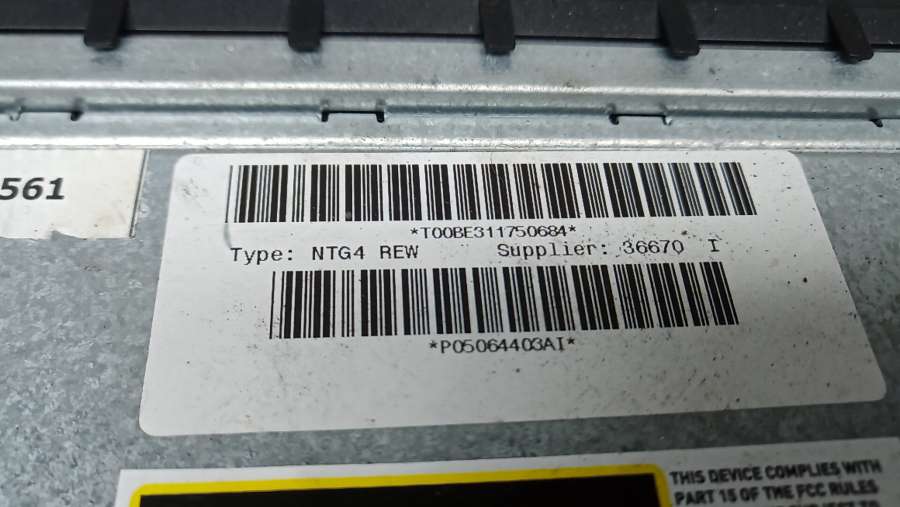 561
*T00BE311750684*
Type: NTG4 REW Supplier: 36670 I
*P05064403AI*
THIS DEVICE COMPLIES WITH
PART 15 OF THE FCC RULES